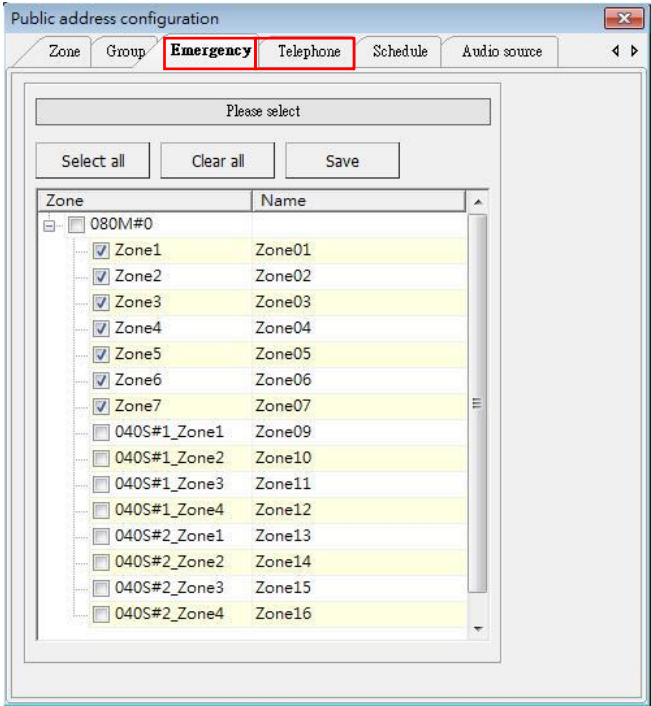 Public address configuration
Zone Group Emergency Telephone Schedule Audio source
Please select
Select all Clear all Save
Zone Name
080M#0
Zone1 Zone01
Zone2 Zone02
Zone3 Zone03
Zone4 Zone04
Zone5 Zone05
Zone6 Zone06
Zone7 Zone07
040S#1_Zone1 Zone09
040S#1_Zone2 Zone10
040S#1_Zone3 Zone11
040S#1_Zone4 Zone12
040S#2_Zone1 Zone13
040S#2_Zone2 Zone14
040S#2_Zone3 Zone15
040S#2_Zone4 Zone16